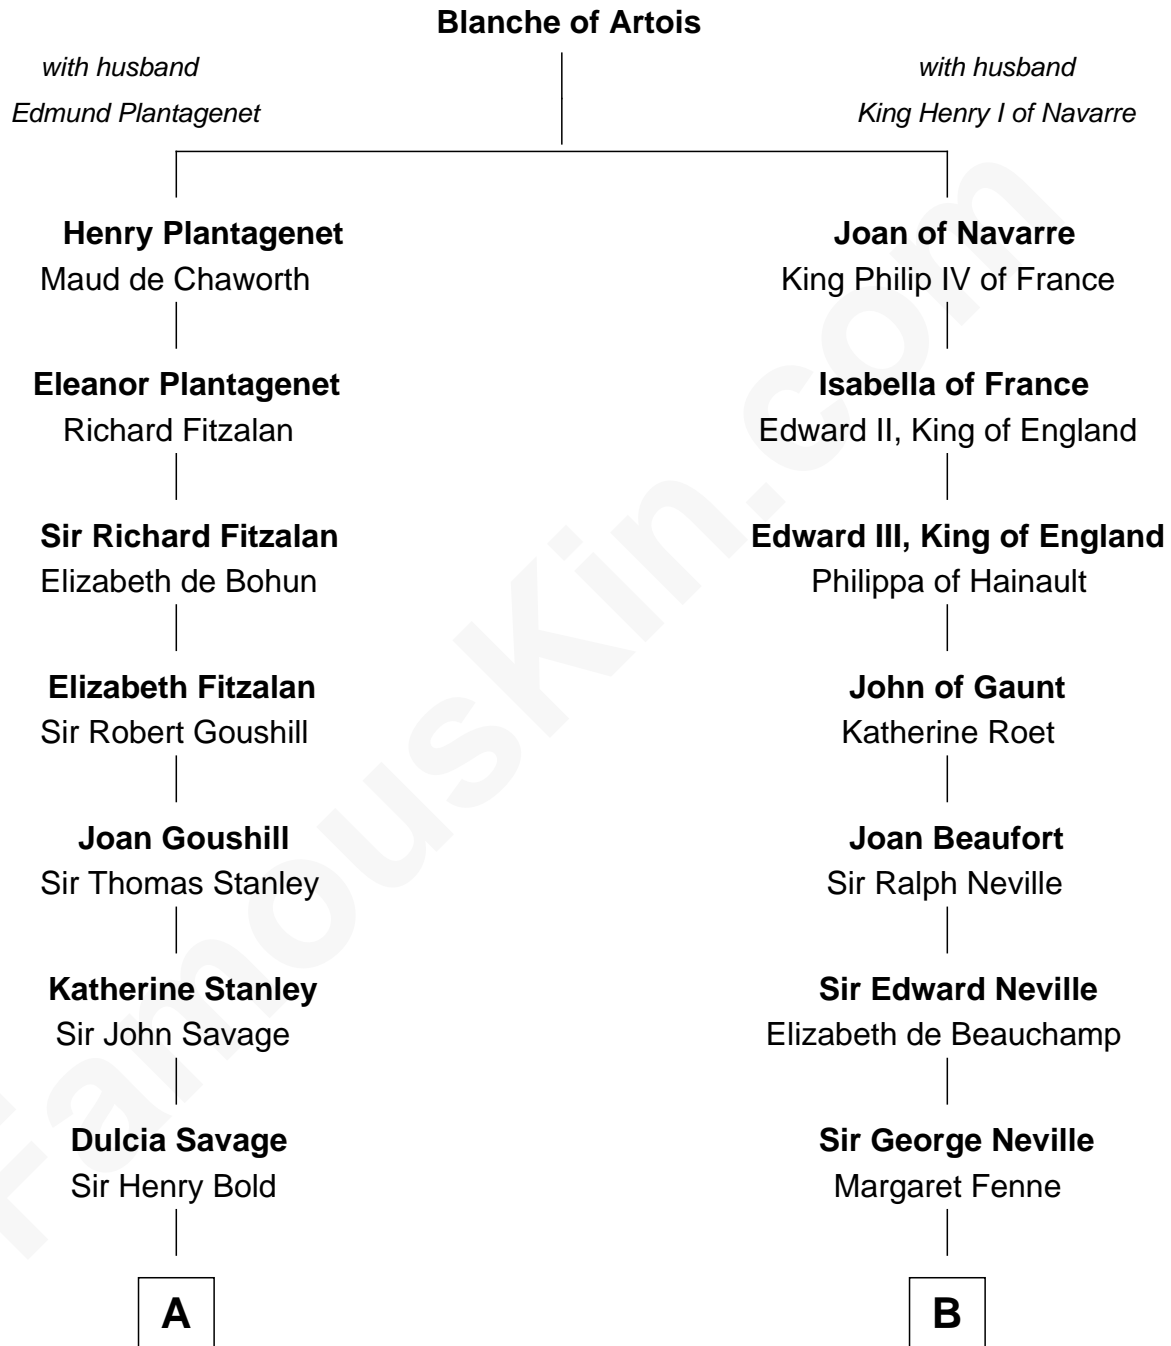 Blanche of Artois
with husband
Edmund Plantagenet
with husband
King Henry I of Navarre
Henry Plantagenet
Maud de Chaworth
Joan of Navarre
King Philip IV of France
Eleanor Plantagenet
Richard Fitzalan
Isabella of France
Edward II, King of England
Sir Richard Fitzalan
Elizabeth de Bohun
Edward III, King of England
Philippa of Hainault
Elizabeth Fitzalan
Sir Robert Goushill
John of Gaunt
Katherine Roet
Joan Goushill
Sir Thomas Stanley
Joan Beaufort
Sir Ralph Neville
Katherine Stanley
Sir John Savage
Sir Edward Neville
Elizabeth de Beauchamp
Dulcia Savage
Sir Henry Bold
Sir George Neville
Margaret Fenne
A
B
FamousKin.com